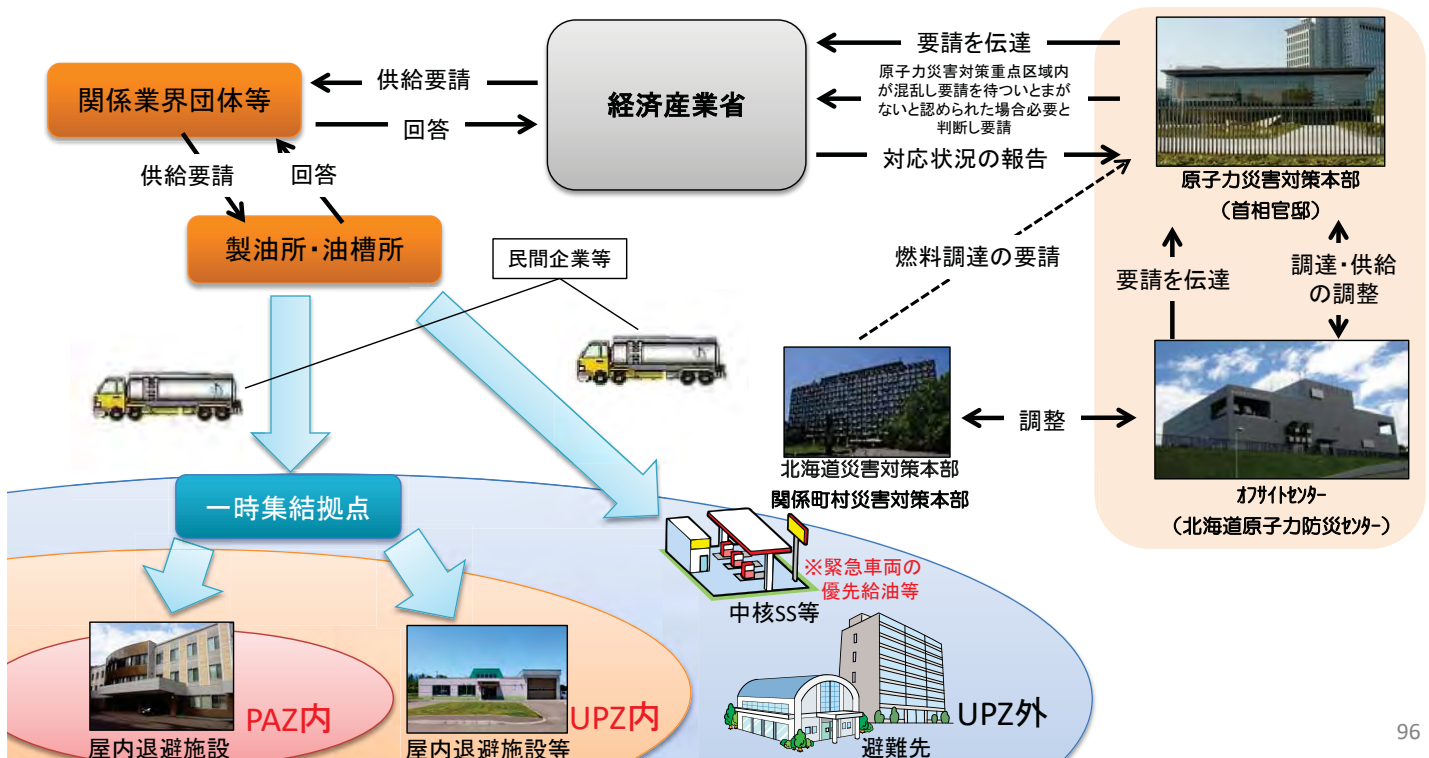 関係業界団体等
供給要請
回答
経済産業省
要請を伝達
原子力災害対策重点区域内
が混乱し要請を待ついとまが
ないと認められた場合必要と
判断し要請
対応状況の報告
原子力災害対策本部
（首相官邸）
供給要請
回答
製油所・油槽所
民間企業等
燃料調達の要請
要請を伝達
調達・供給
の調整
調整
北海道災害対策本部
関係町村災害対策本部
オフサイトセンター
（北海道原子力防災センター）
一時集結拠点
※緊急車両の
優先給油等
中核SS等
PAZ内
屋内退避施設
UPZ内
屋内退避施設等
UPZ外
避難先
96